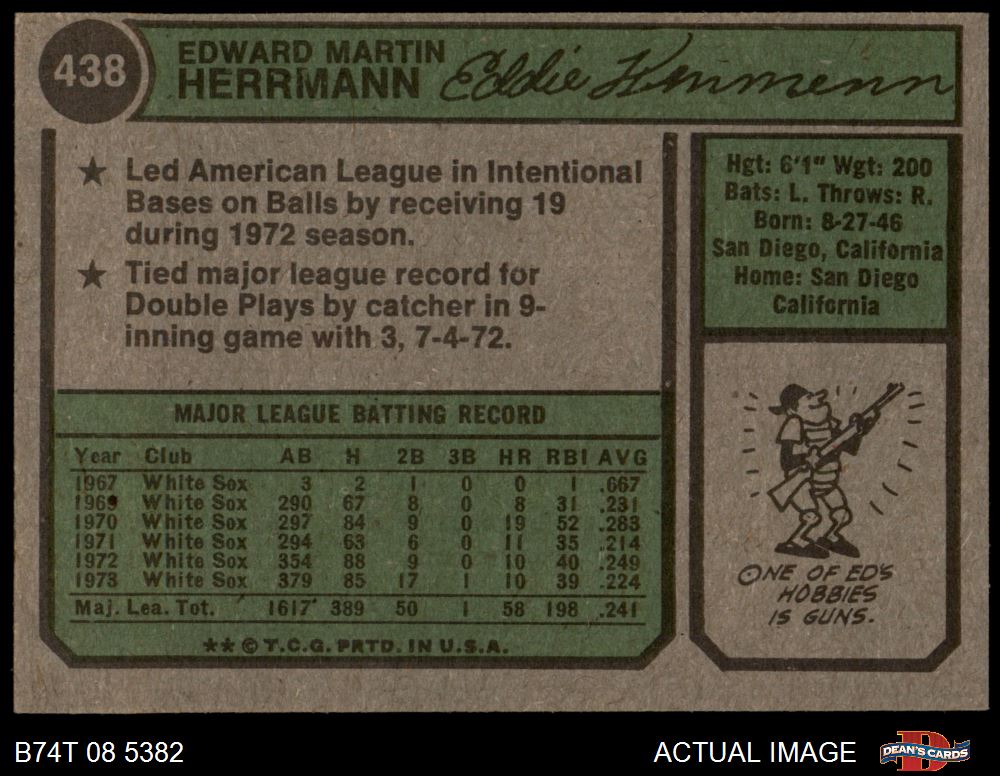 438
EDWARD MARTIN
HERRMANN
Eddie Herrmann
★ Led American League in Intentional
Bases on Balls by receiving 19
during 1972 season.
★ Tied major league record for
Double Plays by catcher in 9-
inning game with 3, 7-4-72.
MAJOR LEAGUE BATTING RECORD
Year Club AB H 2B 3B HR RBI AVG
1967 White Sox 3 2 1 0 0 1 .667
1969 White Sox 290 67 8 0 8 31 .231
1970 White Sox 297 84 9 0 19 52 .283
1971 White Sox 294 63 6 0 11 35 .214
1972 White Sox 354 88 9 0 10 40 .249
1973 White Sox 379 85 17 1 10 39 .224
Maj. Lea. Tot. 1617 389 50 1 58 198 .241
★★ © T.C.G. PRTD. IN U.S.A.
Hgt: 6'1" Wgt: 200
Bats: L. Throws: R.
Born: 8-27-46
San Diego, California
Home: San Diego
California
ONE OF ED'S
HOBBIES
IS GUNS.
B74T 08 5382
ACTUAL IMAGE
D
DEAN'S CARDS